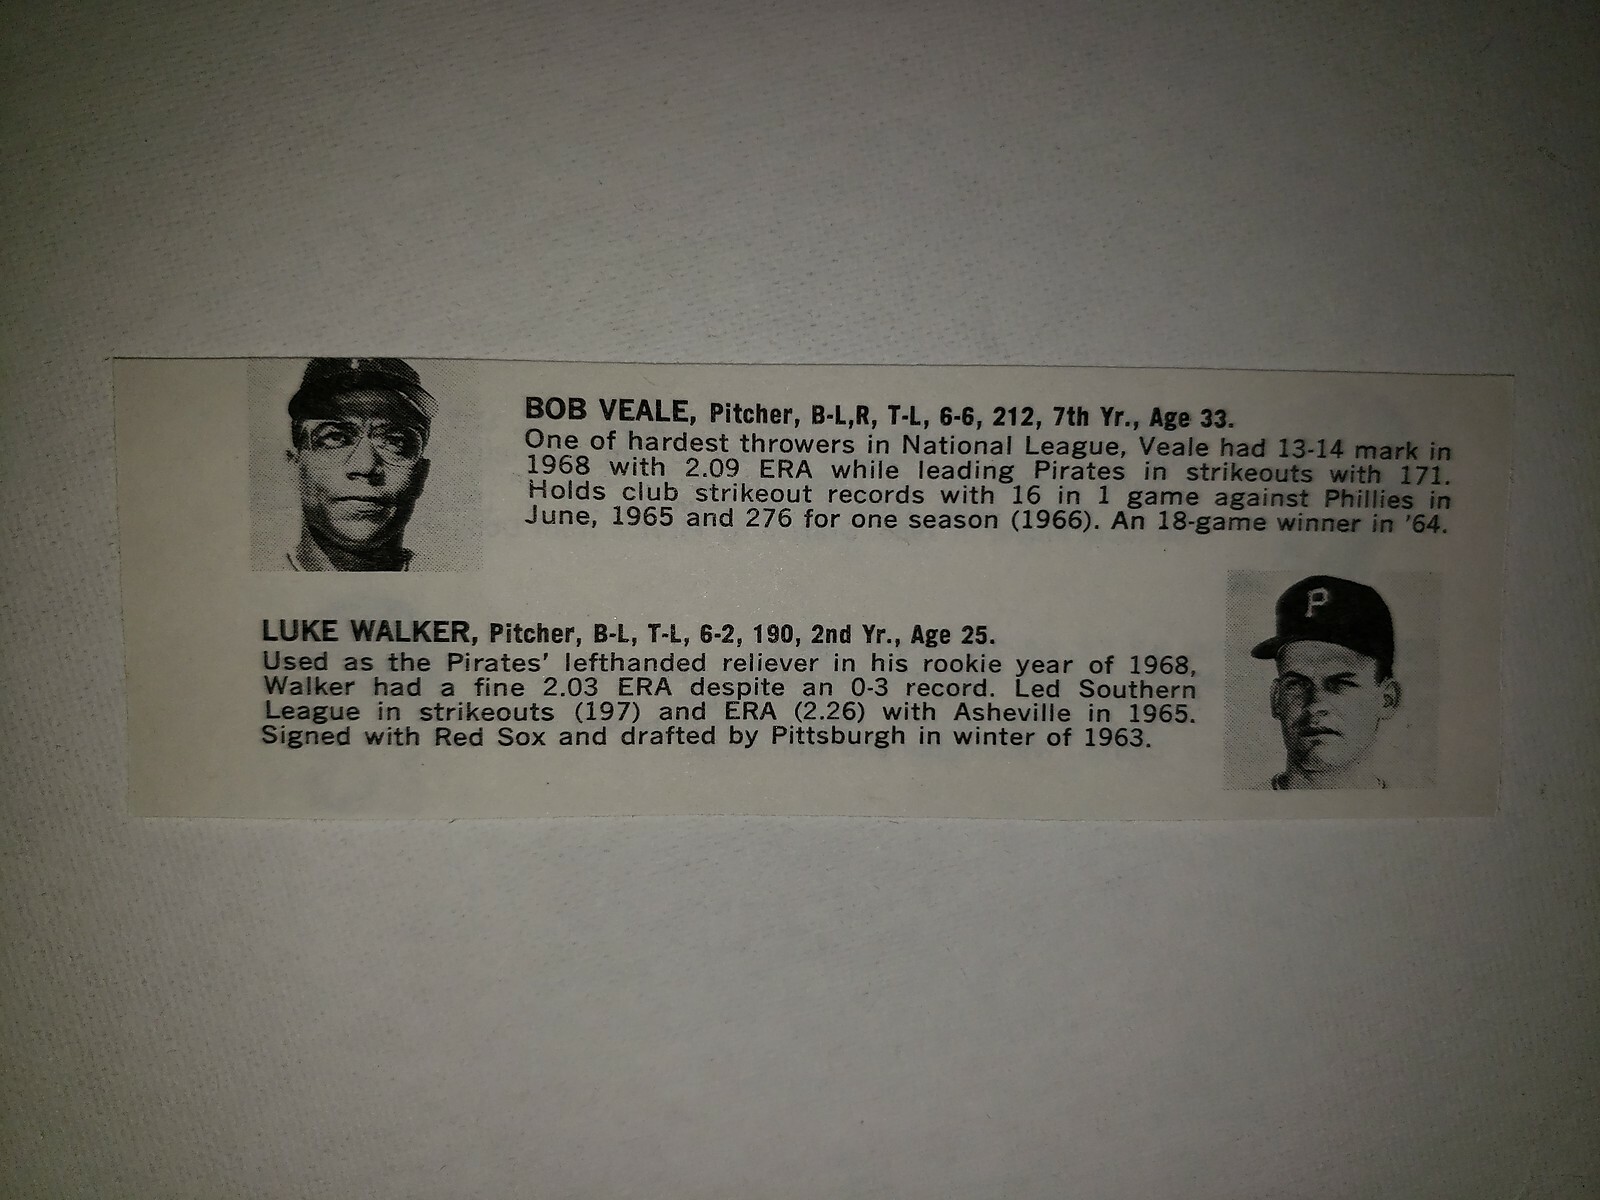 BOB VEALE, Pitcher, B-L,R, T-L, 6-6, 212, 7th Yr., Age 33.
One of hardest throwers in National League, Veale had 13-14 mark in
1968 with 2.09 ERA while leading Pirates in strikeouts with 171.
Holds club strikeout records with 16 in 1 game against Phillies in
June, 1965 and 276 for one season (1966). An 18-game winner in '64.
P
LUKE WALKER, Pitcher, B-L, T-L, 6-2, 190, 2nd Yr., Age 25.
Used as the Pirates' lefthanded reliever in his rookie year of 1968,
Walker had a fine 2.03 ERA despite an 0-3 record. Led Southern
League in strikeouts (197) and ERA (2.26) with Asheville in 1965.
Signed with Red Sox and drafted by Pittsburgh in winter of 1963.